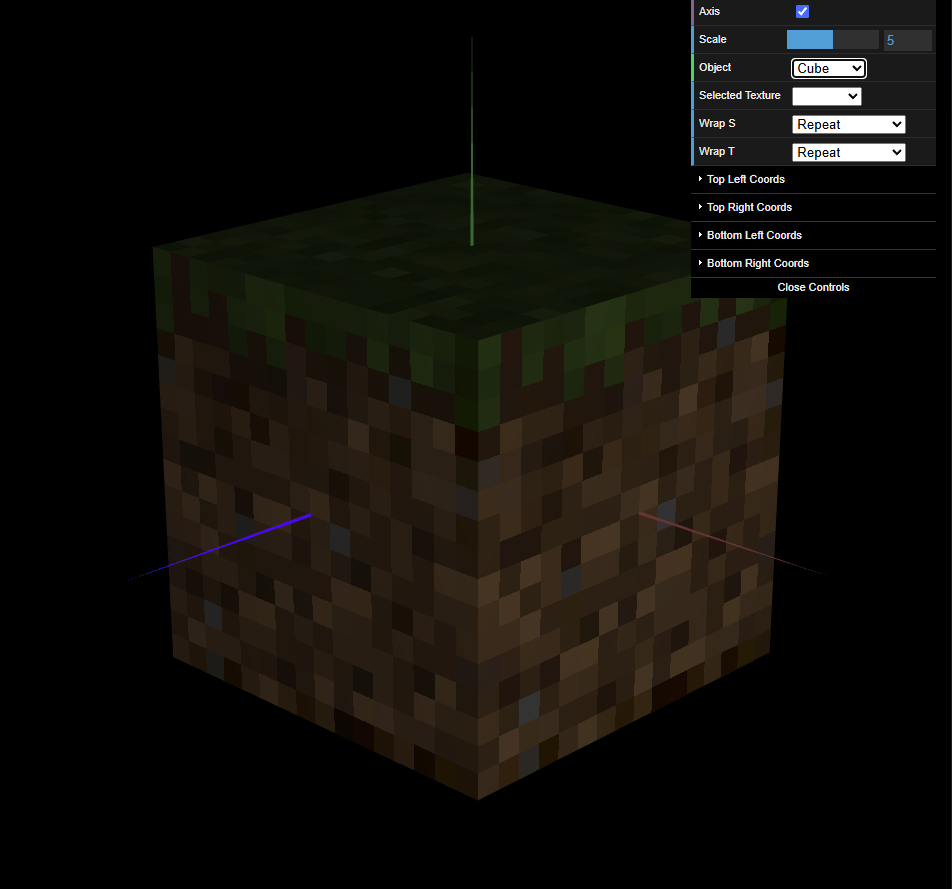 Axis
Scale 5
Object Cube
Selected Texture
Wrap S Repeat
Wrap T Repeat
Top Left Coords
Top Right Coords
Bottom Left Coords
Bottom Right Coords
Close Controls